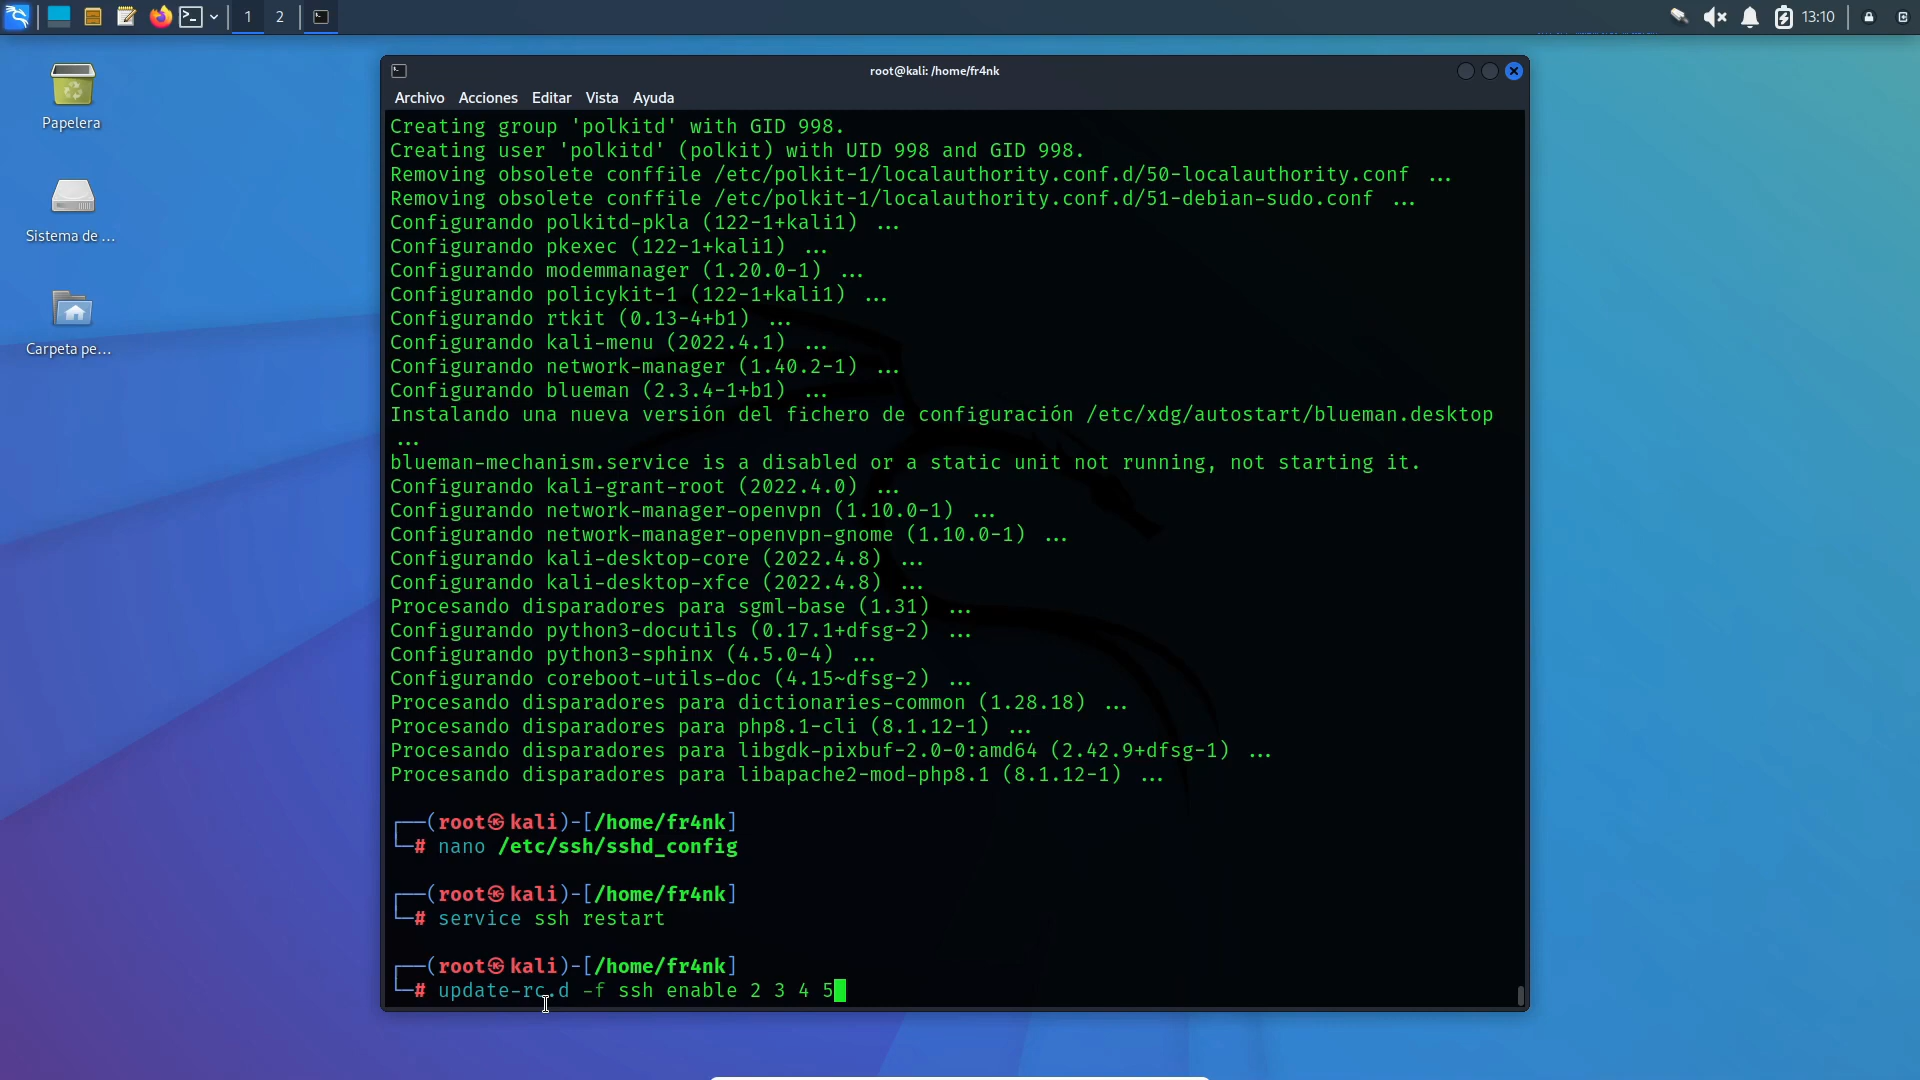 1
2
13:10
Papelera
Sistema de ...
Carpeta pe...
root@kali: /home/fr4nk
Archivo Acciones Editar Vista Ayuda
Creating group 'polkitd' with GID 998.
Creating user 'polkitd' (polkit) with UID 998 and GID 998.
Removing obsolete conffile /etc/polkit-1/localauthority.conf.d/50-localauthority.conf ...
Removing obsolete conffile /etc/polkit-1/localauthority.conf.d/51-debian-sudo.conf ...
Configurando polkitd-pkla (122-1+kali1) ...
Configurando pkexec (122-1+kali1) ...
Configurando modemmanager (1.20.0-1) ...
Configurando policykit-1 (122-1+kali1) ...
Configurando rtkit (0.13-4+b1) ...
Configurando kali-menu (2022.4.1) ...
Configurando network-manager (1.40.2-1) ...
Configurando blueman (2.3.4-1+b1) ...
Instalando una nueva versión del fichero de configuración /etc/xdg/autostart/blueman.desktop
...
blueman-mechanism.service is a disabled or a static unit not running, not starting it.
Configurando kali-grant-root (2022.4.0) ...
Configurando network-manager-openvpn (1.10.0-1) ...
Configurando network-manager-openvpn-gnome (1.10.0-1) ...
Configurando kali-desktop-core (2022.4.8) ...
Configurando kali-desktop-xfce (2022.4.8) ...
Procesando disparadores para sgml-base (1.31) ...
Configurando python3-docutils (0.17.1+dfsg-2) ...
Configurando python3-sphinx (4.5.0-4) ...
Configurando coreboot-utils-doc (4.15~dfsg-2) ...
Procesando disparadores para dictionaries-common (1.28.18) ...
Procesando disparadores para php8.1-cli (8.1.12-1) ...
Procesando disparadores para libgdk-pixbuf-2.0-0:amd64 (2.42.9+dfsg-1) ...
Procesando disparadores para libapache2-mod-php8.1 (8.1.12-1) ...
┌──(root㉿kali)-[/home/fr4nk]
└─# nano /etc/ssh/sshd_config
┌──(root㉿kali)-[/home/fr4nk]
└─# service ssh restart
┌──(root㉿kali)-[/home/fr4nk]
└─# update-rc.d -f ssh enable 2 3 4 5